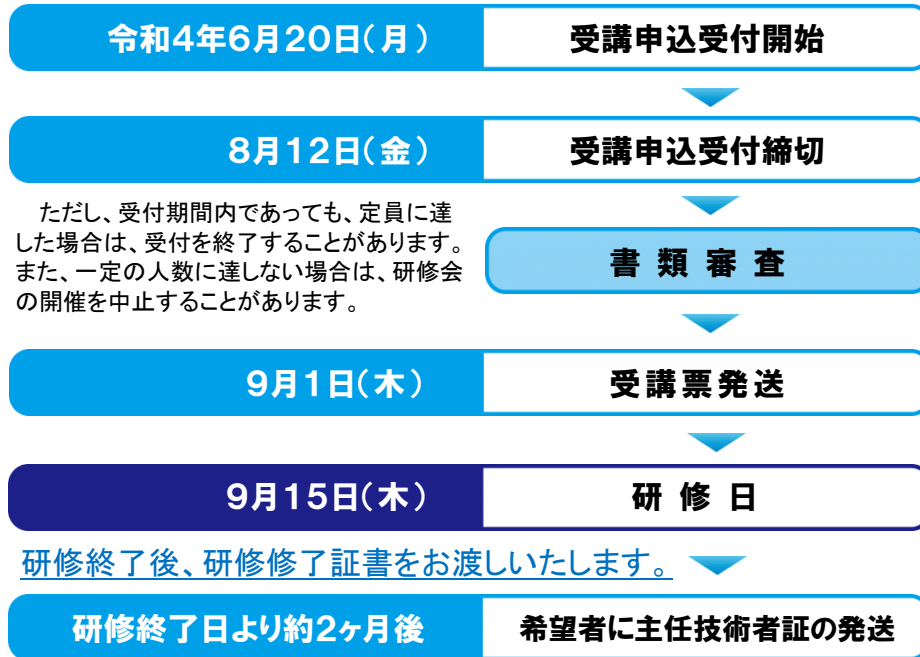 令和4年6月20日(月) 受講申込受付開始
8月12日(金) 受講申込受付締切
ただし、受付期間内であっても、定員に達
した場合は、受付を終了することがあります。
また、一定の人数に達しない場合は、研修会
の開催を中止することがあります。
書類審査
9月1日(木) 受講票発送
9月15日(木) 研修日
研修終了後、研修修了証書をお渡しいたします。
研修終了日より約2ヶ月後 希望者に主任技術者証の発送